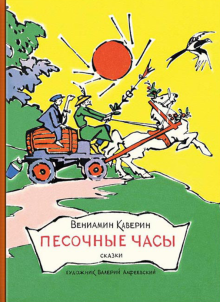 Вениамин Каверин
ПЕСОЧНЫЕ ЧАСЫ
СКАЗКИ
ХУДОЖНИК ВАЛЕРИЙ АЛФЕЕВСКИЙ